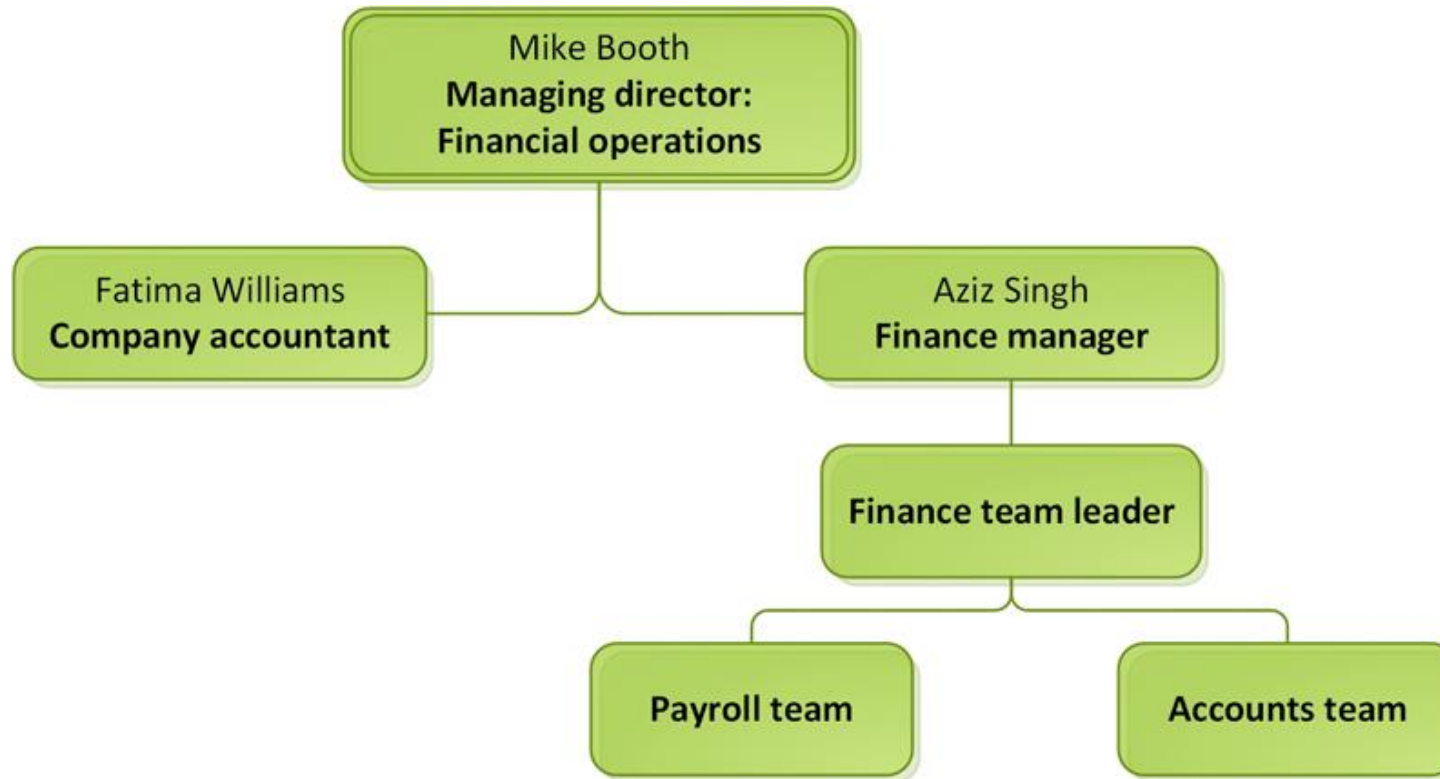 Mike Booth
Managing director:
Financial operations
Fatima Williams
Company accountant
Aziz Singh
Finance manager
Finance team leader
Payroll team
Accounts team